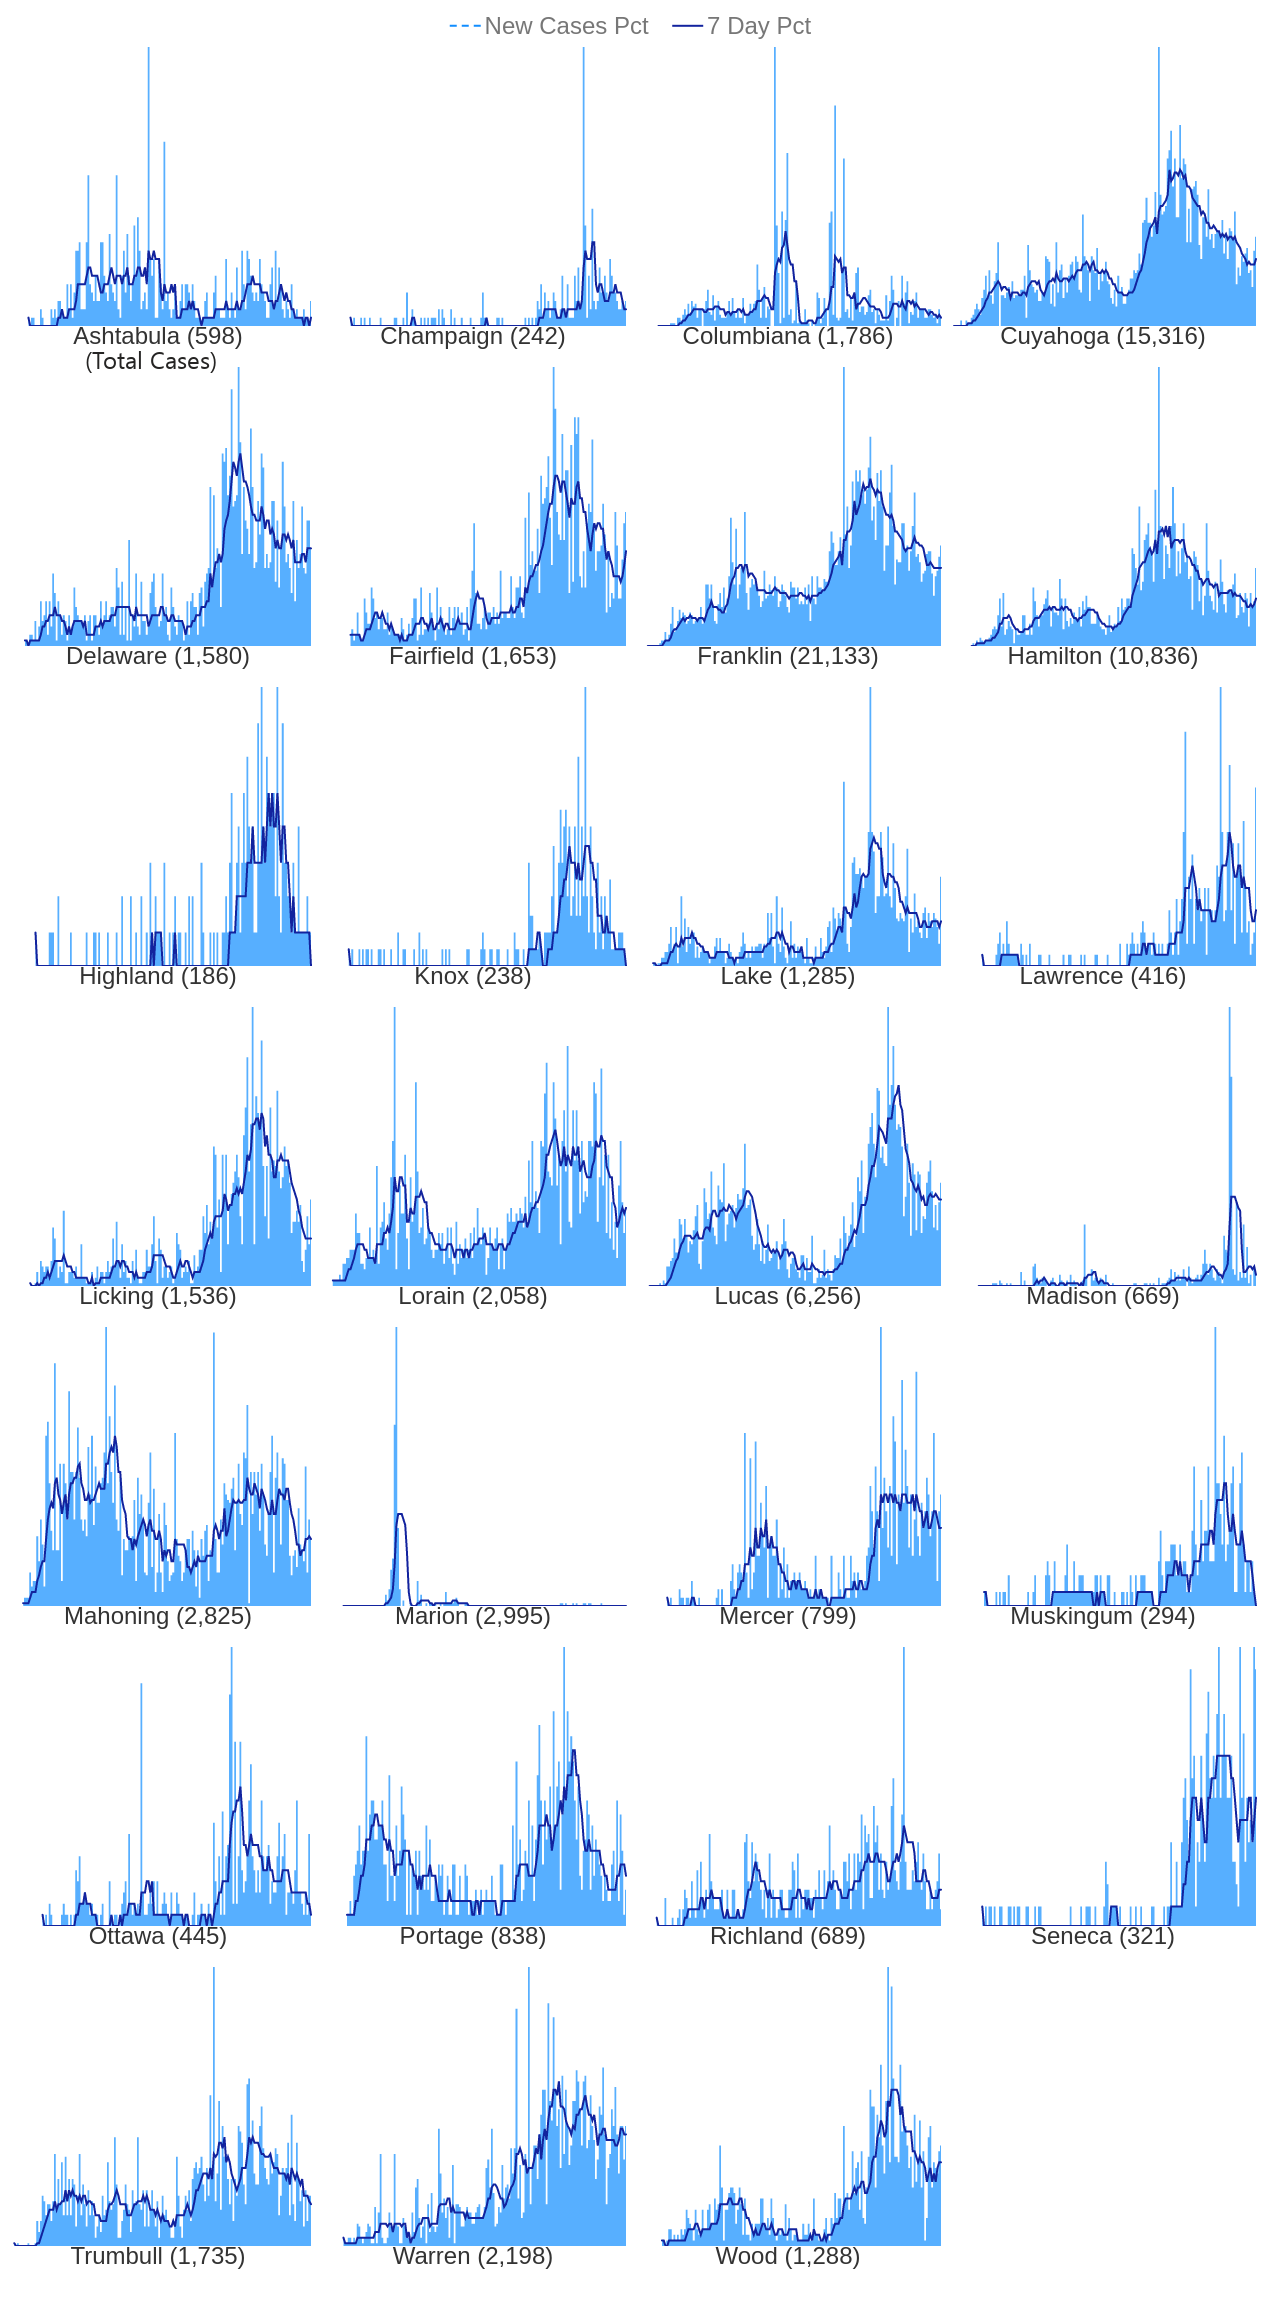 New Cases Pct 7 Day Pct
Ashtabula (598) Champaign (242) Columbiana (1,786) Cuyahoga (15,316)
(Total Cases)
Delaware (1,580) Fairfield (1,653) Franklin (21,133) Hamilton (10,836)
Highland (186) Knox (238) Lake (1,285) Lawrence (416)
Licking (1,536) Lorain (2,058) Lucas (6,256) Madison (669)
Mahoning (2,825) Marion (2,995) Mercer (799) Muskingum (294)
Ottawa (445) Portage (838) Richland (689) Seneca (321)
Trumbull (1,735) Warren (2,198) Wood (1,288)